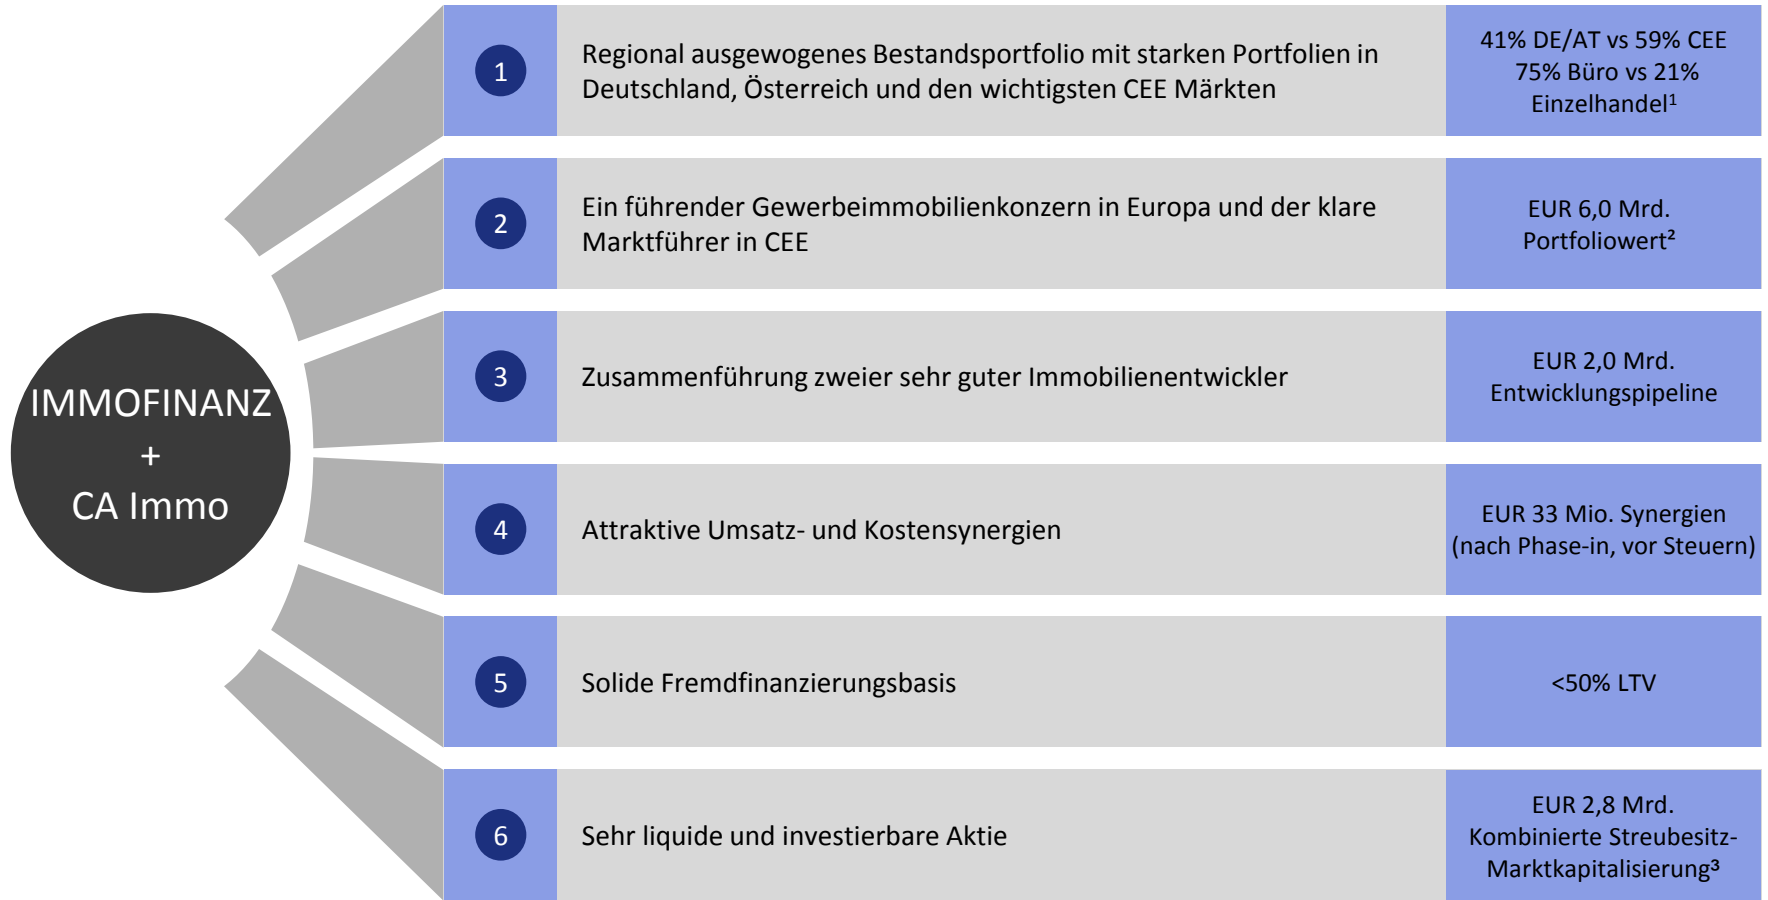 IMMOFINANZ
+
CA Immo
1
Regional ausgewogenes Bestandsportfolio mit starken Portfolien in
Deutschland, Österreich und den wichtigsten CEE Märkten
41% DE/AT vs 59% CEE
75% Büro vs 21%
Einzelhandel¹
2
Ein führender Gewerbeimmobilienkonzern in Europa und der klare
Marktführer in CEE
EUR 6,0 Mrd.
Portfoliowert²
3
Zusammenführung zweier sehr guter Immobilienentwickler
EUR 2,0 Mrd.
Entwicklungspipeline
4
Attraktive Umsatz- und Kostensynergien
EUR 33 Mio. Synergien
(nach Phase-in, vor Steuern)
5
Solide Fremdfinanzierungsbasis
<50% LTV
6
Sehr liquide und investierbare Aktie
EUR 2,8 Mrd.
Kombinierte Streubesitz-
Marktkapitalisierung³